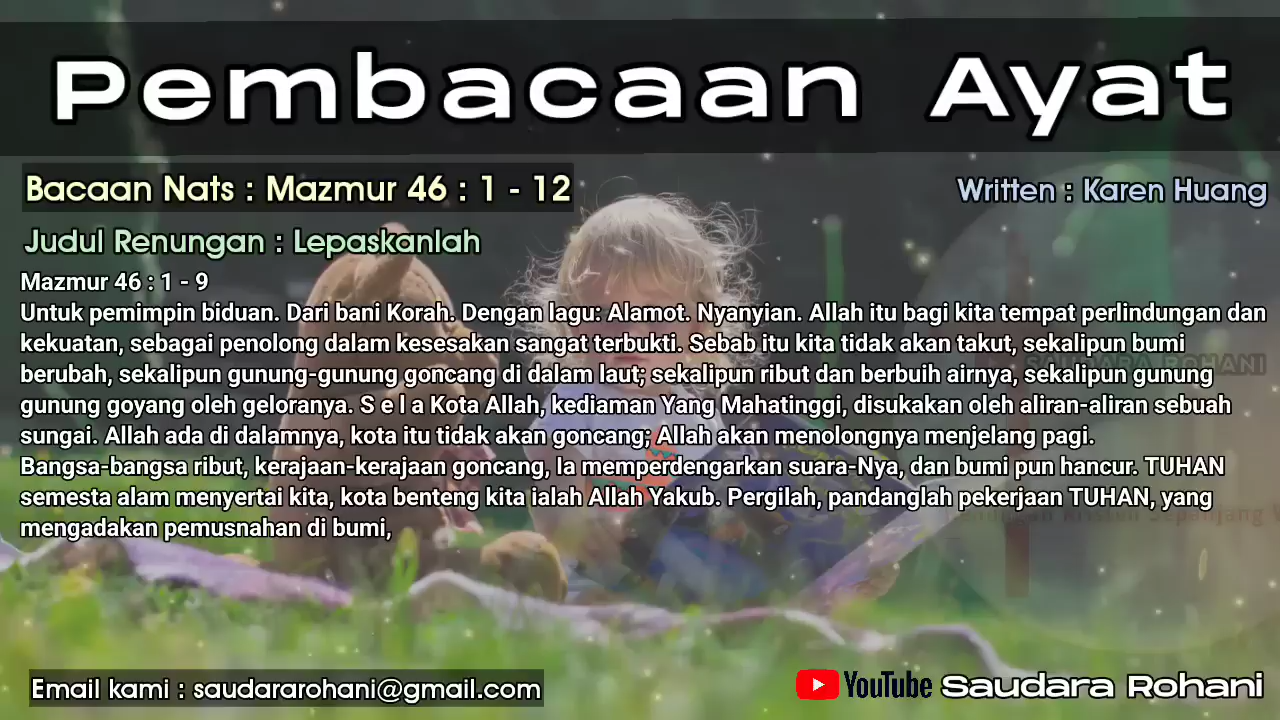 Pembacaan Ayat
Bacaan Nats : Mazmur 46 : 1 - 12
Written : Karen Huang
Judul Renungan : Lepaskanlah
Mazmur 46 : 1 - 9
Untuk pemimpin biduan. Dari bani Korah. Dengan lagu: Alamot. Nyanyian. Allah itu bagi kita tempat perlindungan dan
kekuatan, sebagai penolong dalam kesesakan sangat terbukti. Sebab itu kita tidak akan takut, sekalipun bumi
berubah, sekalipun gunung-gunung goncang di dalam laut; sekalipun ribut dan berbuih airnya, sekalipun gunung
gunung goyang oleh geloranya. S e l a Kota Allah, kediaman Yang Mahatinggi, disukakan oleh aliran-aliran sebuah
sungai. Allah ada di dalamnya, kota itu tidak akan goncang; Allah akan menolongnya menjelang pagi.
Bangsa-bangsa ribut, kerajaan-kerajaan goncang, Ia memperdengarkan suara-Nya, dan bumi pun hancur. TUHAN
semesta alam menyertai kita, kota benteng kita ialah Allah Yakub. Pergilah, pandanglah pekerjaan TUHAN, yang
mengadakan pemusnahan di bumi,
SAUDARA ROHANI
Sepanjang
Email kami : saudararohani@gmail.com
YouTube Saudara Rohani